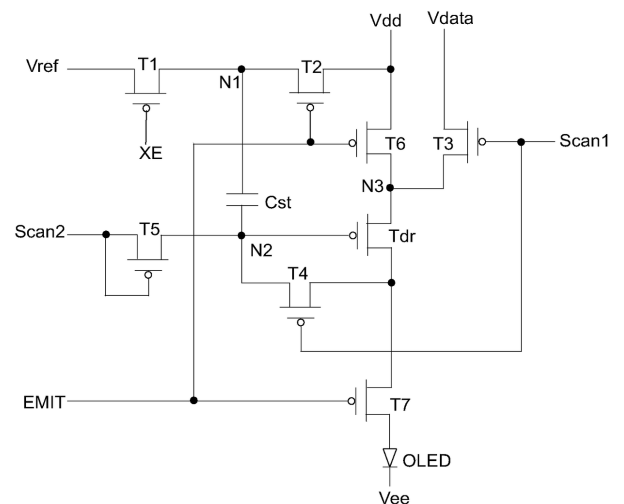 Vdd
Vdata
Vref
T1
T2
N1
XE
T6
T3
Scan1
N3
Cst
Scan2
T5
N2
Tdr
T4
EMIT
T7
OLED
Vee